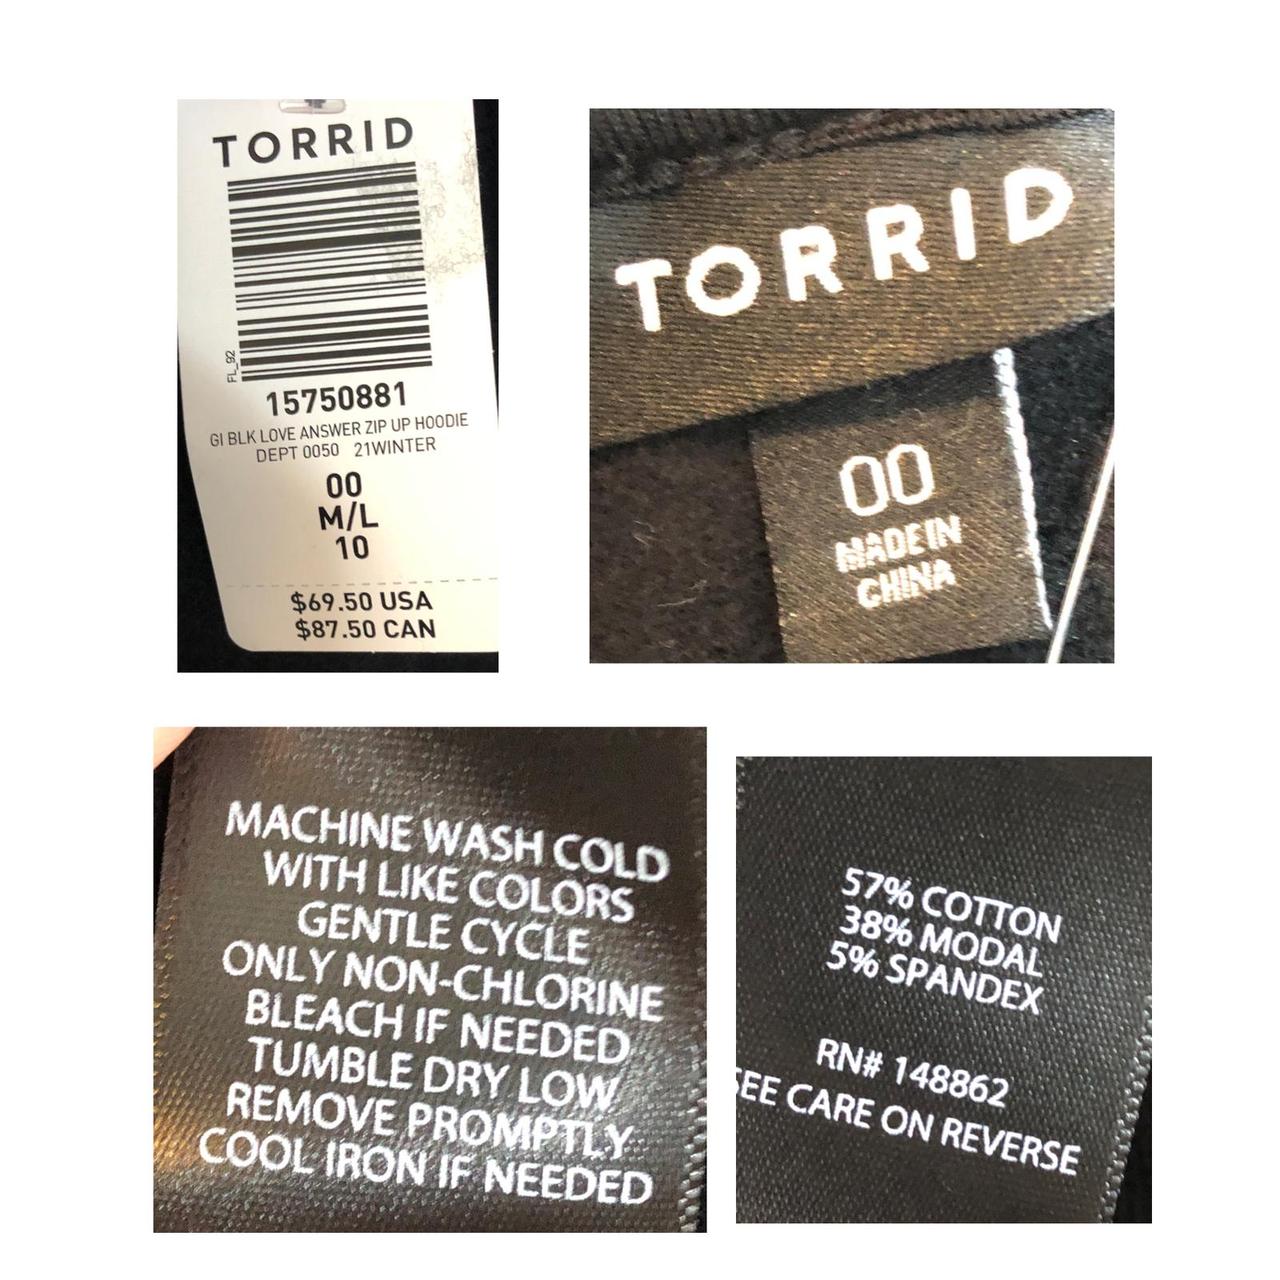 TORRID
FL_92
15750881
GI BLK LOVE ANSWER ZIP UP HOODIE
DEPT 0050 21WINTER
00
M/L
10
$69.50 USA
$87.50 CAN
TORRID
00
MADE IN
CHINA
MACHINE WASH COLD
WITH LIKE COLORS
GENTLE CYCLE
ONLY NON-CHLORINE
BLEACH IF NEEDED
TUMBLE DRY LOW
REMOVE PROMPTLY
COOL IRON IF NEEDED
57% COTTON
38% MODAL
5% SPANDEX
RN# 148862
SEE CARE ON REVERSE